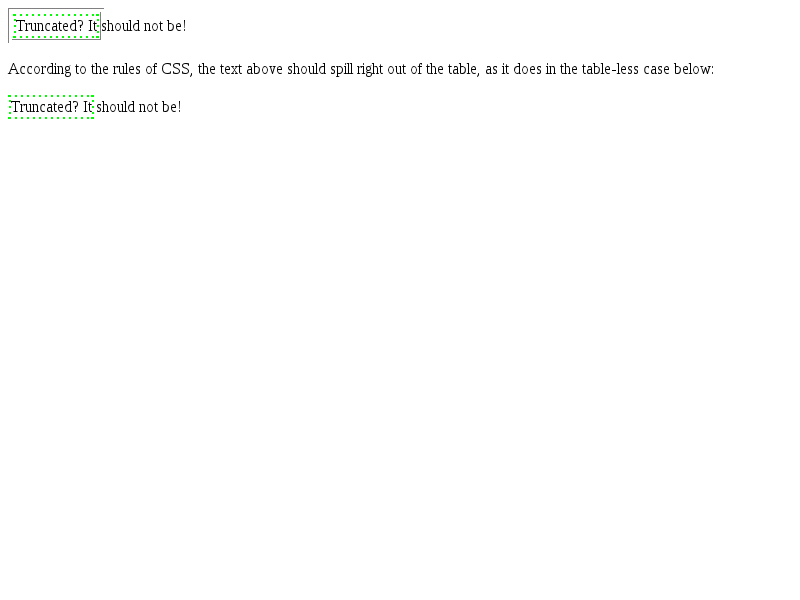 Truncated? It should not be!
According to the rules of CSS, the text above should spill right out of the table, as it does in the table-less case below:
Truncated? It should not be!